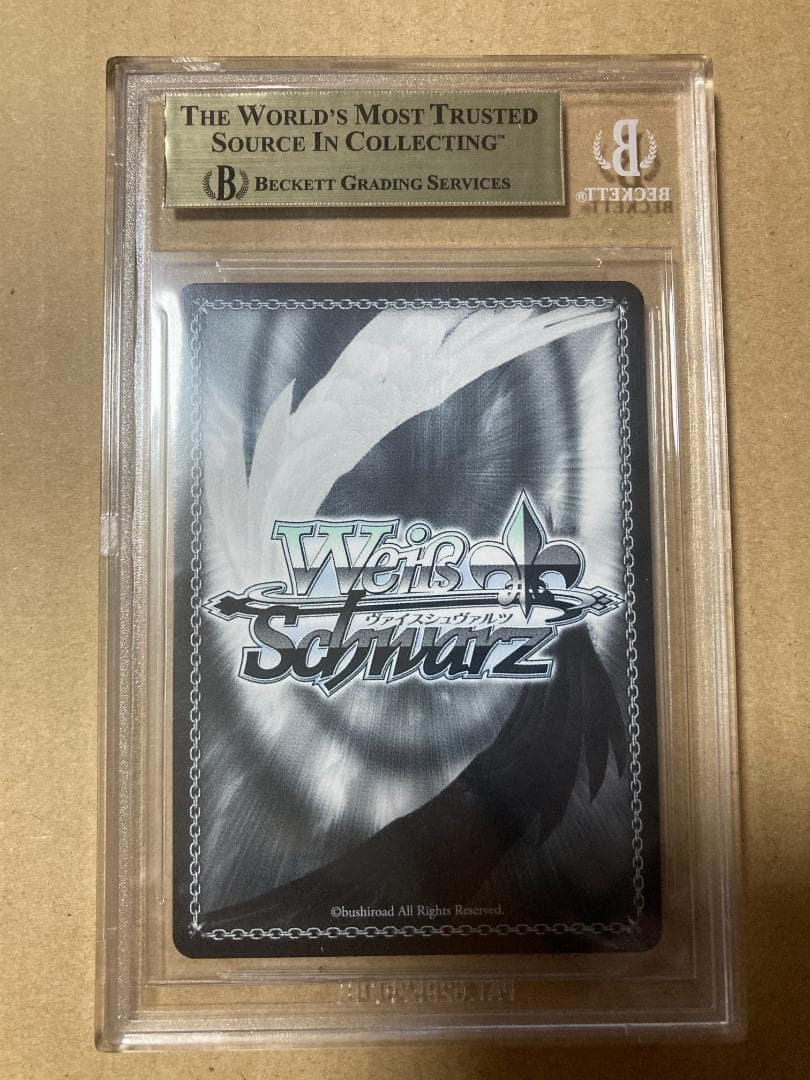 THE WORLD'S MOST TRUSTED
SOURCE IN COLLECTING™
B BECKETT GRADING SERVICES
B
BECKETT®
Weiß
ヴァイスシュヴァルツ
Schwarz
©bushiroad All Rights Reserved.